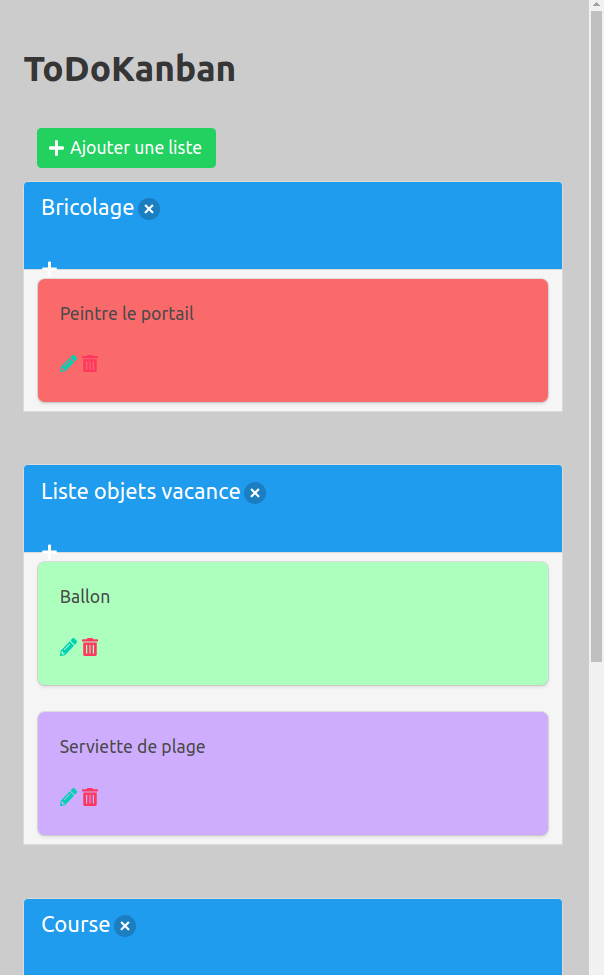 ToDoKanban
Ajouter une liste
Bricolage
Peintre le portail
Liste objets vacance
Ballon
Serviette de plage
Course